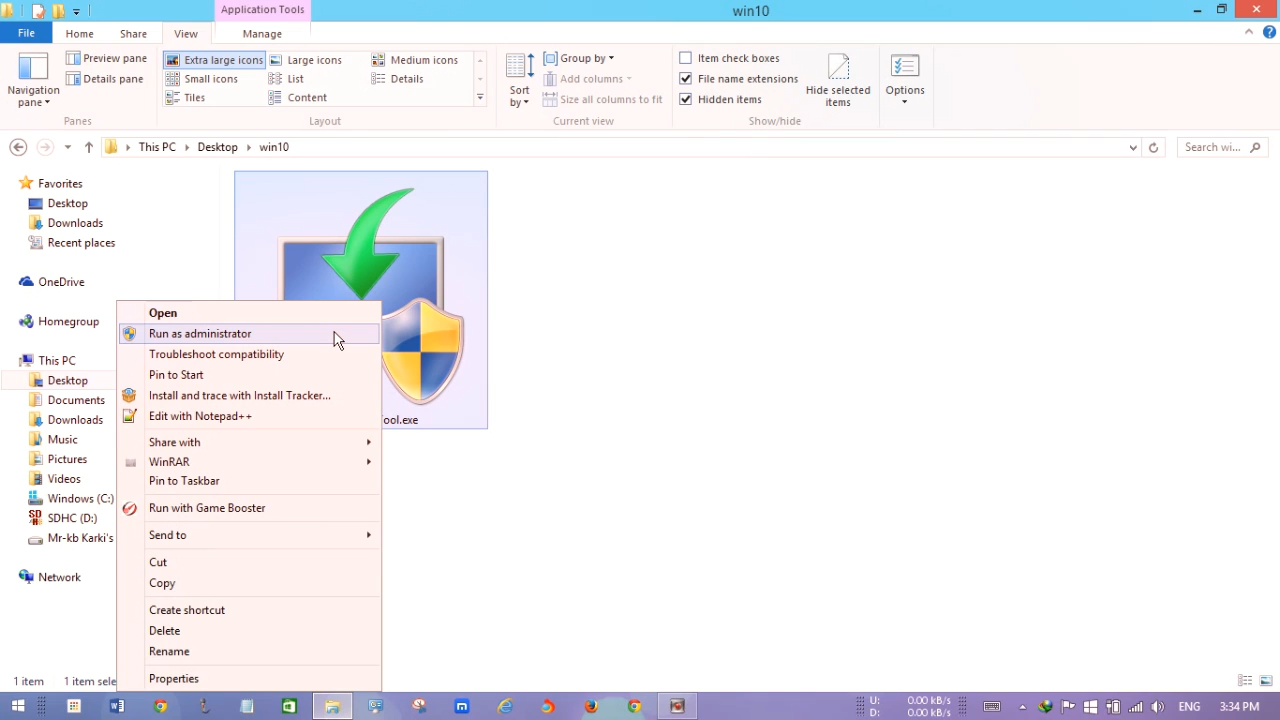 Application Tools
win10
File
Home
Share
View
Manage
Navigation pane
Preview pane
Details pane
Panes
Extra large icons
Large icons
Medium icons
Small icons
List
Details
Tiles
Content
Layout
Sort by
Group by
Add columns
Size all columns to fit
Current view
Item check boxes
File name extensions
Hidden items
Hide selected items
Show/hide
Options
This PC
Desktop
win10
Search wi...
Favorites
Desktop
Downloads
Recent places
OneDrive
Homegroup
This PC
Desktop
Documents
Downloads
Music
Pictures
Videos
Windows (C:)
SDHC (D:)
Mr-kb Karki's
Network
Tool.exe
Open
Run as administrator
Troubleshoot compatibility
Pin to Start
Install and trace with Install Tracker...
Edit with Notepad++
Share with
WinRAR
Pin to Taskbar
Run with Game Booster
Send to
Cut
Copy
Create shortcut
Delete
Rename
Properties
1 item
1 item sele
U: 0.00 kB/s
D: 0.00 kB/s
ENG
3:34 PM